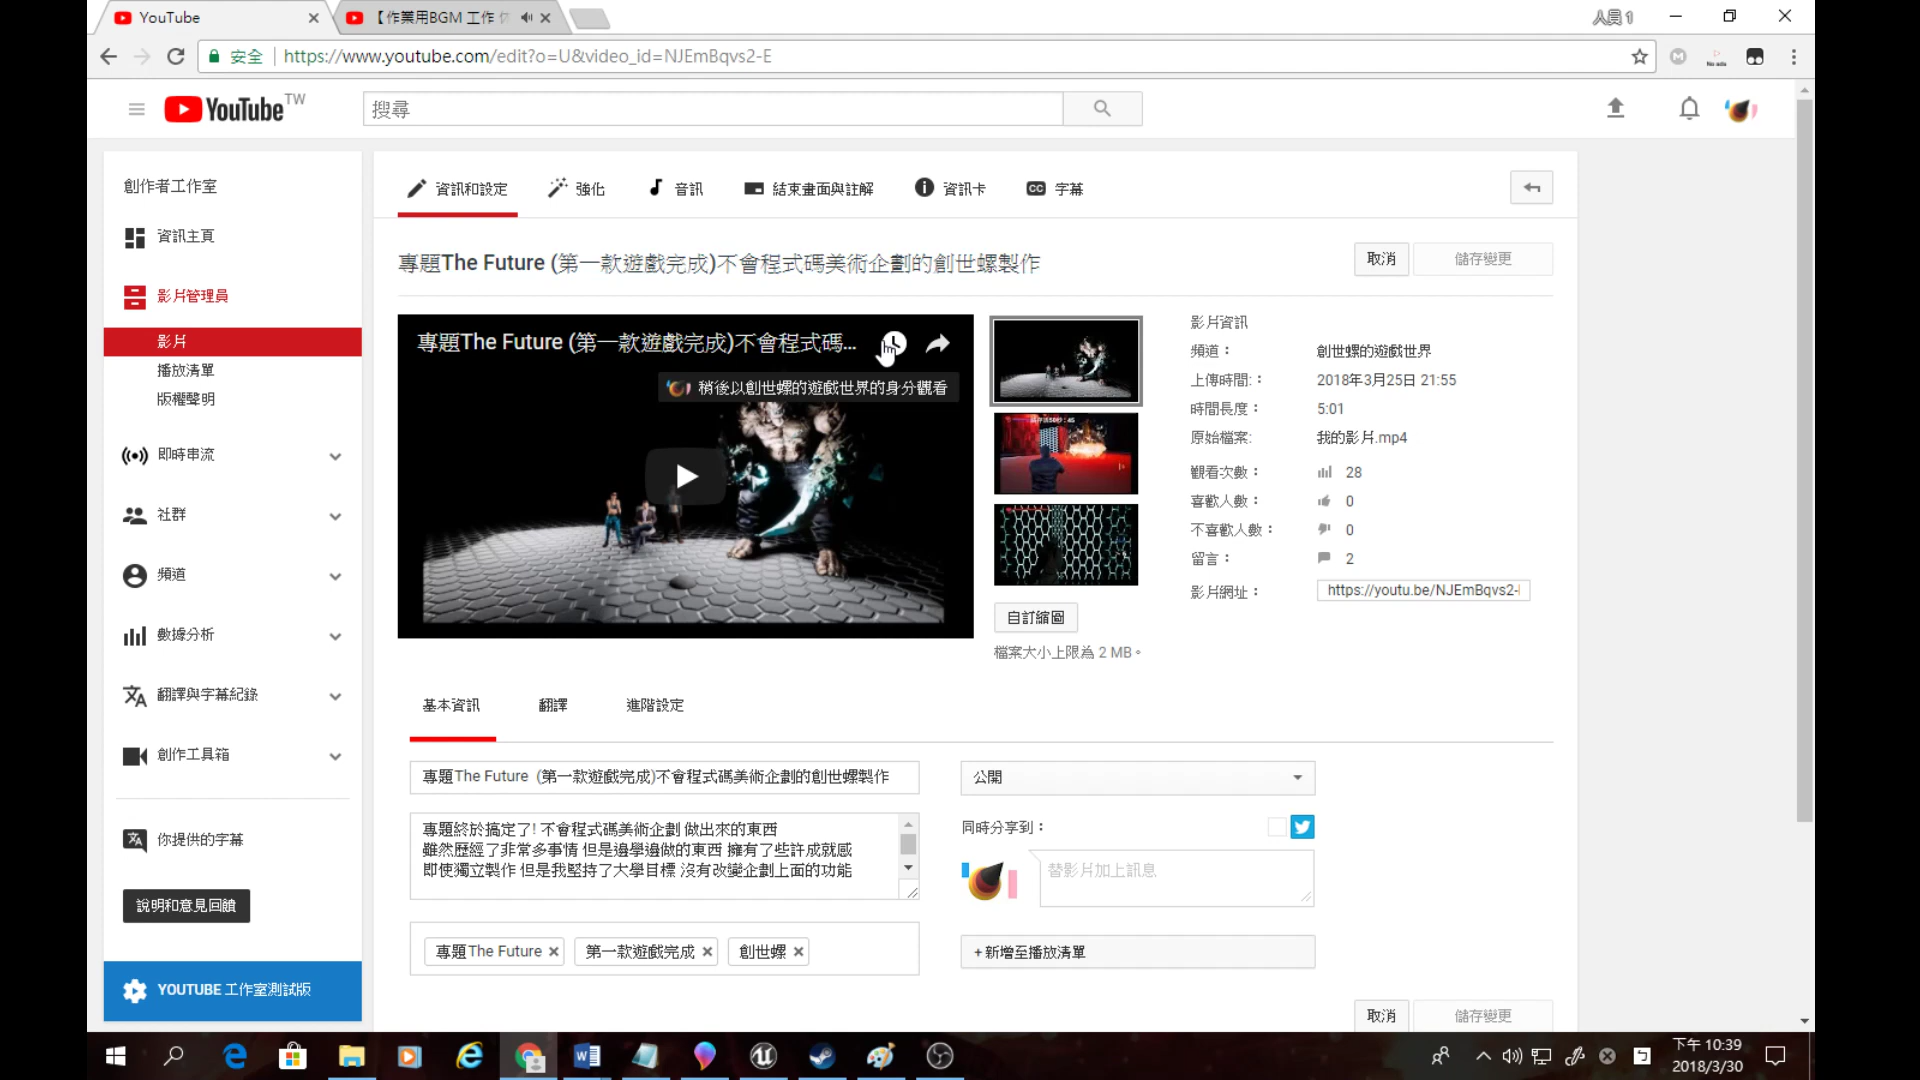 YouTube
【作業用BGM 工作
人員 1
安全
https://www.youtube.com/edit?o=U&video_id=NJEmBqvs2-E
No ads
YouTube TW
搜尋
創作者工作室
資訊主頁
影片管理員
影片
播放清單
版權聲明
即時串流
社群
頻道
數據分析
翻譯與字幕紀錄
創作工具箱
你提供的字幕
說明和意見回饋
YOUTUBE 工作室測試版
資訊和設定
強化
音訊
結束畫面與註解
資訊卡
CC 字幕
專題The Future (第一款遊戲完成)不會程式碼美術企劃的創世螺製作
取消
儲存變更
專題The Future (第一款遊戲完成)不會程式碼...
稍後以創世螺的遊戲世界的身分觀看
自訂縮圖
檔案大小上限為 2 MB。
影片資訊
頻道： 創世螺的遊戲世界
上傳時間:： 2018年3月25日 21:55
時間長度： 5:01
原始檔案: 我的影片.mp4
觀看次數： 28
喜歡人數： 0
不喜歡人數： 0
留言： 2
影片網址： https://youtu.be/NJEmBqvs2-
基本資訊
翻譯
進階設定
專題The Future (第一款遊戲完成)不會程式碼美術企劃的創世螺製作
專題終於搞定了! 不會程式碼美術企劃 做出來的東西
雖然歷經了非常多事情 但是邊學邊做的東西 擁有了些許成就感
即使獨立製作 但是我堅持了大學目標 沒有改變企劃上面的功能
專題The Future
第一款遊戲完成
創世螺
公開
同時分享到：
替影片加上訊息
+ 新增至播放清單
取消
儲存變更
下午 10:39
2018/3/30